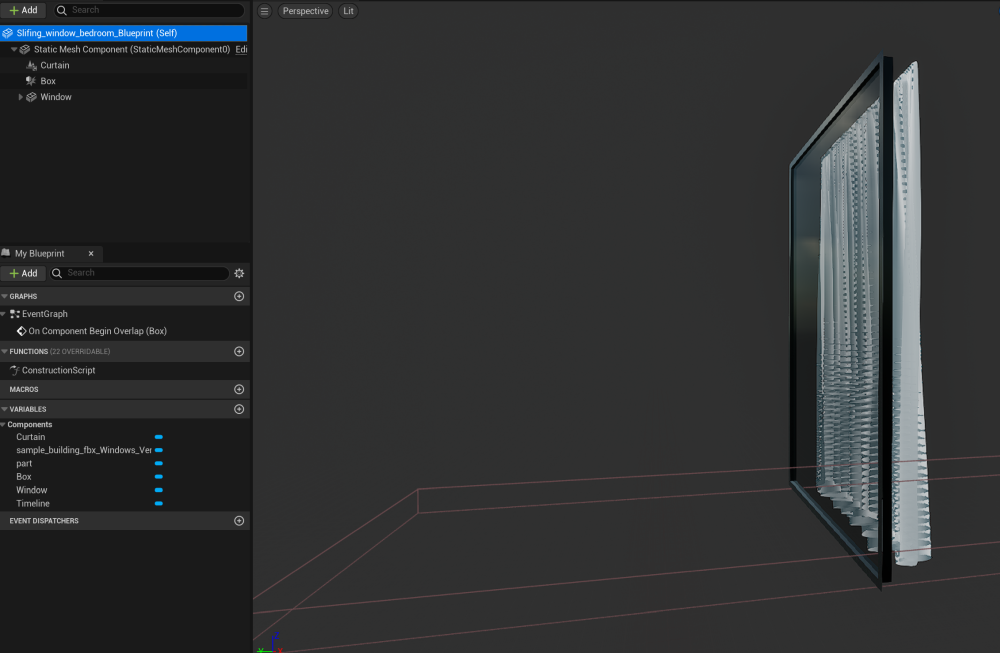 + Add
Search
Slifing_window_bedroom_Blueprint (Self)
Static Mesh Component (StaticMeshComponent0) Edi
Curtain
Box
Window
My Blueprint
+ Add
Search
GRAPHS
EventGraph
On Component Begin Overlap (Box)
FUNCTIONS (22 OVERRIDABLE)
ConstructionScript
MACROS
VARIABLES
Components
Curtain
sample_building_fbx_Windows_Ver
part
Box
Window
Timeline
EVENT DISPATCHERS
Perspective
Lit
Z
Y
X